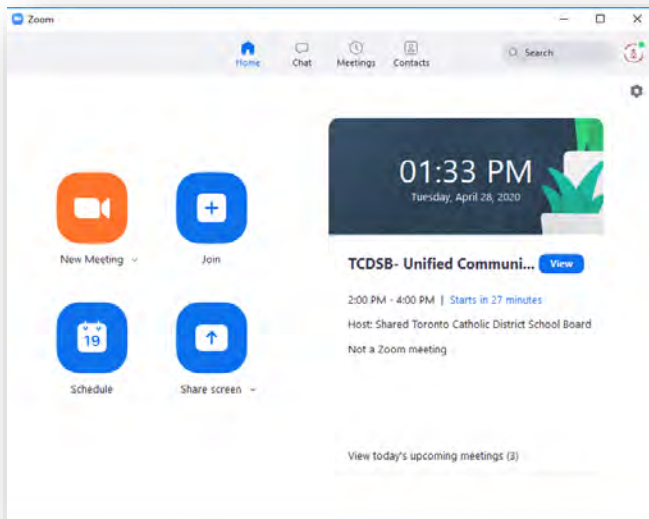 Zoom
Home Chat Meetings Contacts Search
01:33 PM
Tuesday, April 28, 2020
New Meeting
Join
TCDSB- Unified Communi... View
2:00 PM - 4:00 PM | Starts in 27 minutes
Host: Shared Toronto Catholic District School Board
Not a Zoom meeting
19
Schedule
Share screen
View today's upcoming meetings (3)